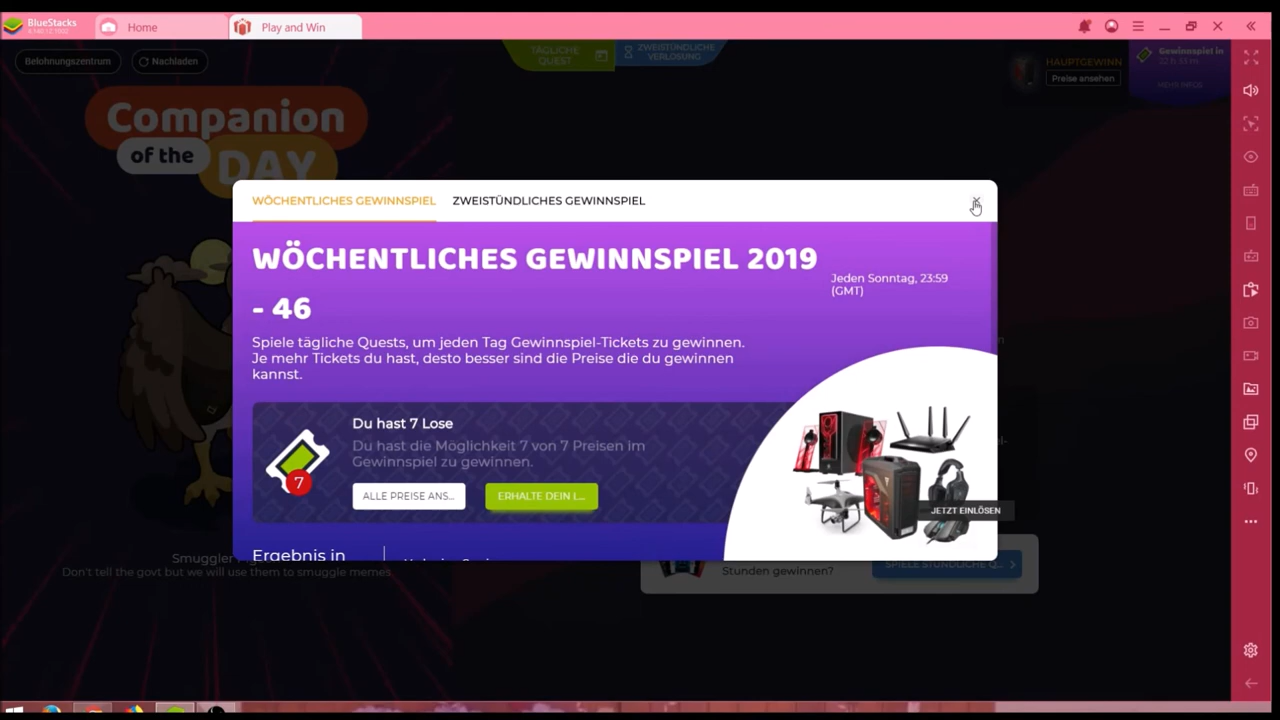 BlueStacks
Home
Play and Win
Belohnungszentrum
Nachladen
TÄGLICHE
QUEST
ZWEISTÜNDLICHE
VERLOSUNG
HAUPTGEWINN
Preise ansehen
Gewinnspiel in
MEHR INFOS
Companion
of the
DAY
WÖCHENTLICHES GEWINNSPIEL
ZWEISTÜNDLICHES GEWINNSPIEL
WÖCHENTLICHES GEWINNSPIEL 2019
- 46
Jeden Sonntag, 23:59
(GMT)
Spiele tägliche Quests, um jeden Tag Gewinnspiel-Tickets zu gewinnen.
Je mehr Tickets du hast, desto besser sind die Preise die du gewinnen
kannst.
Du hast 7 Lose
Du hast die Möglichkeit 7 von 7 Preisen im
Gewinnspiel zu gewinnen.
7
ALLE PREISE ANS...
ERHALTE DEIN L...
JETZT EINLÖSEN
Ergebnis in
Smuggler
Don't tell the govt but we will use them to smuggle memes
Stunden gewinnen?
SPIELE STÜNDLICHE Q...